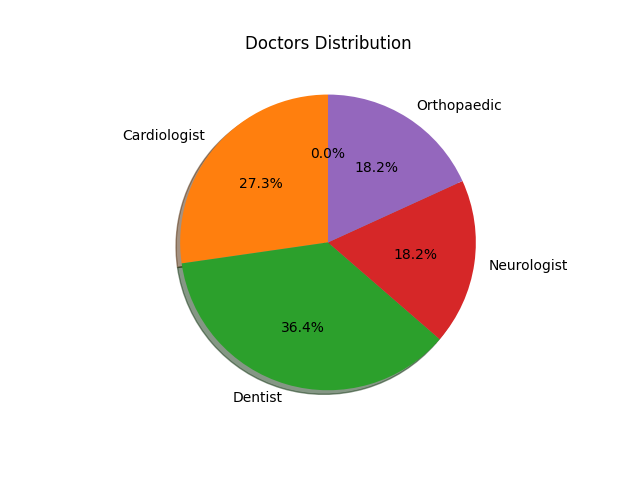 Doctors Distribution
Orthopaedic
Cardiologist
0.0%
18.2%
27.3%
18.2%
Neurologist
36.4%
Dentist